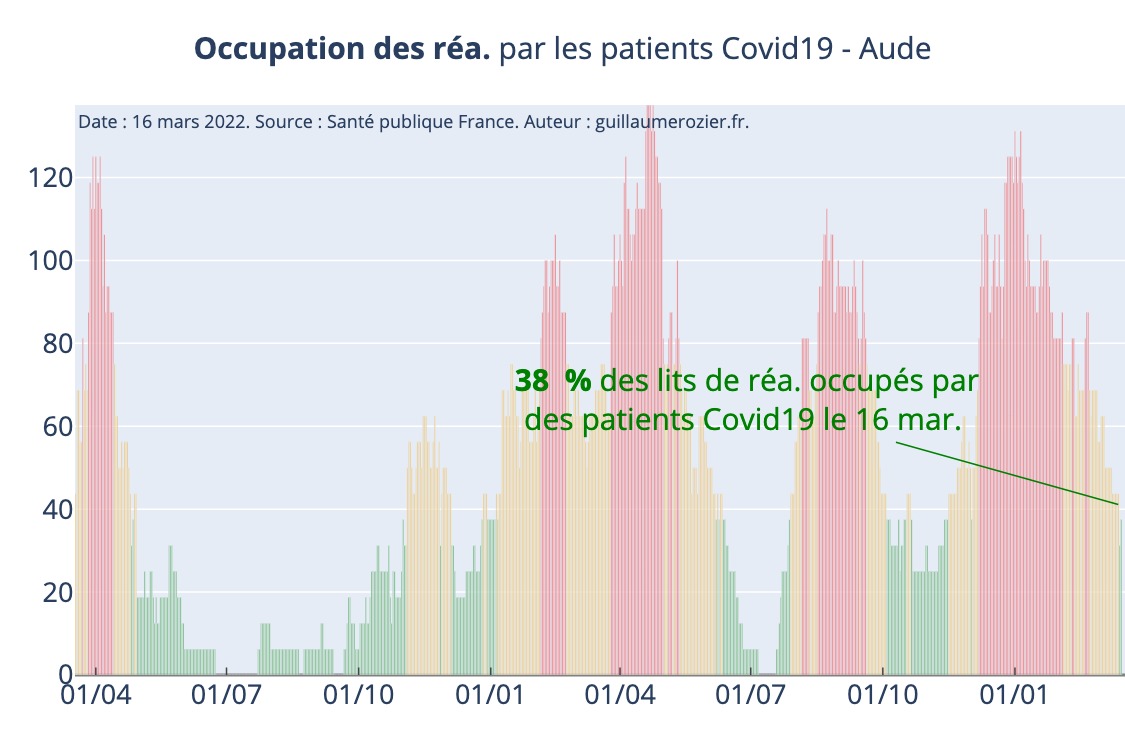 Occupation des réa. par les patients Covid19 - Aude
Date : 16 mars 2022. Source : Santé publique France. Auteur : guillaumerozier.fr.
120
100
80
38 % des lits de réa. occupés par
des patients Covid19 le 16 mar.
60
40
20
0
01/04 01/07 01/10 01/01 01/04 01/07 01/10 01/01